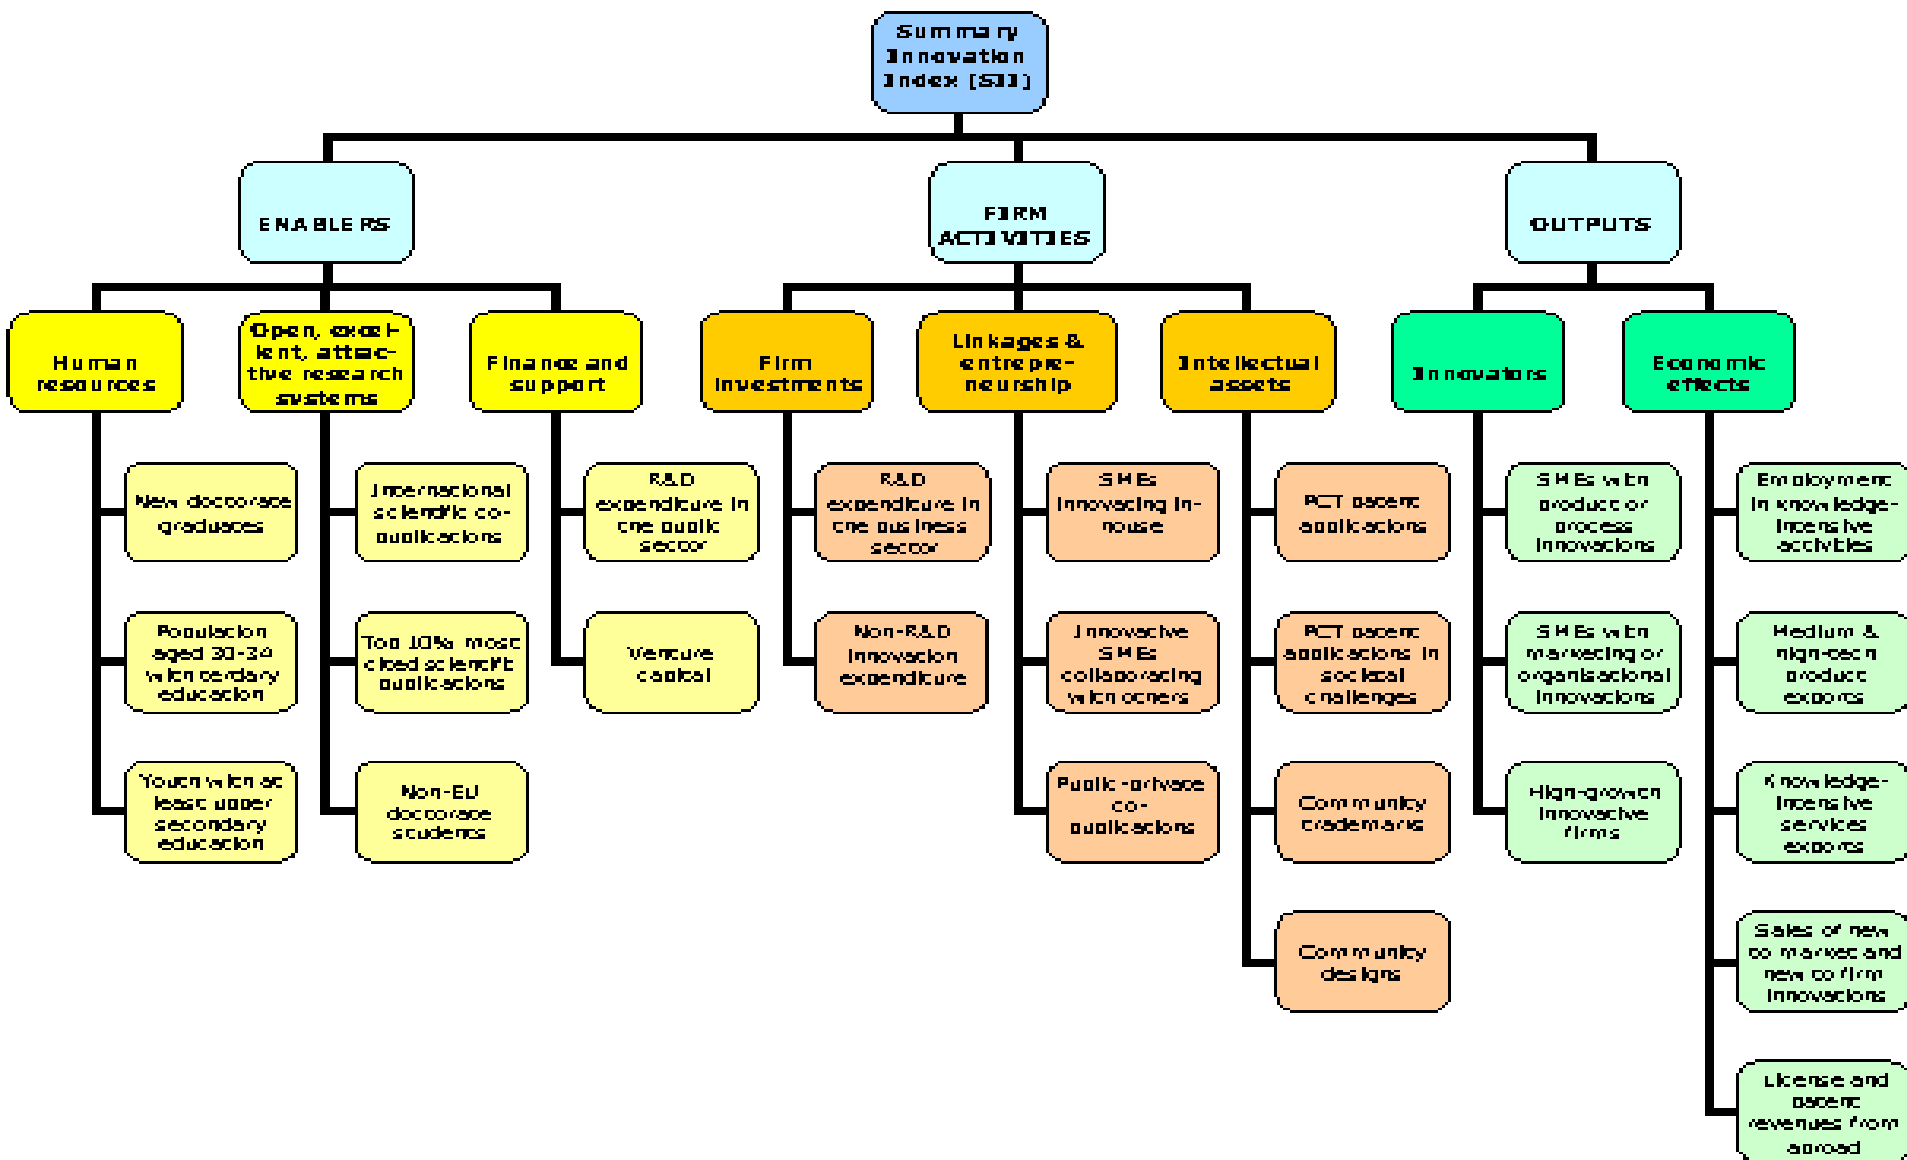 Summary
Innovation
Index (SII)
ENABLERS
FIRM
ACTIVITIES
OUTPUTS
Human
resources
Open, excel-
lent, attrac-
tive research
systems
Finance and
support
Firm
investments
Linkages &
entrepre-
neurship
Intellectual
assets
Innovators
Economic
effects
New doctorate
graduates
Population
aged 30-34
with tertiary
education
Youth with at
least upper
secondary
education
International
scientific co-
publications
Top 10% most
cited scientific
publications
Non-EU
doctorate
students
R&D
expenditure in
the public
sector
Venture
capital
R&D
expenditure in
the business
sector
Non-R&D
innovation
expenditure
SMEs
innovating in-
house
Innovative
SMEs
collaborating
with others
Public-private
co-
publications
PCT patent
applications
PCT patent
applications in
societal
challenges
Community
trademarks
Community
designs
SMEs with
product or
process
innovations
SMEs with
marketing or
organisational
innovations
High-growth
innovative
firms
Employment
in knowledge-
intensive
activities
Medium &
high-tech
product
exports
Knowledge-
intensive
services
exports
Sales of new
to market and
new to firm
innovations
License and
patent
revenues from
abroad